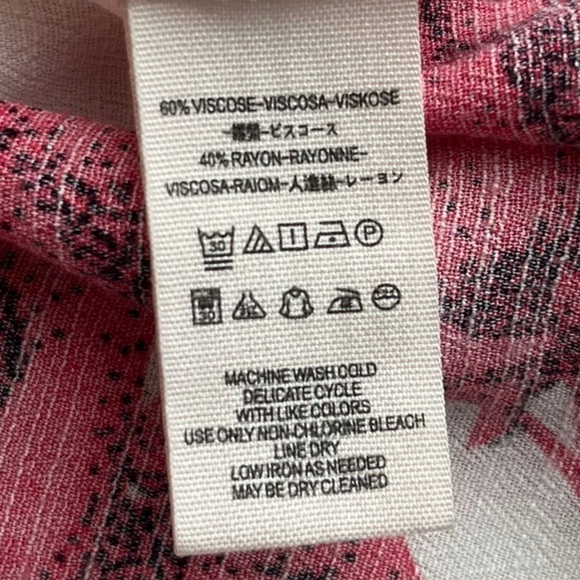 60% VISCOSE-VISCOSA-VISKOSE
-ビスコース
40% RAYON-RAYONNE-
VISCOSA-RAIOM-人造絲-レーヨン
30
P
30
MACHINE WASH COLD
DELICATE CYCLE
WITH LIKE COLORS
USE ONLY NON-CHLORINE BLEACH
LINE DRY
LOW IRON AS NEEDED
MAY BE DRY CLEANED